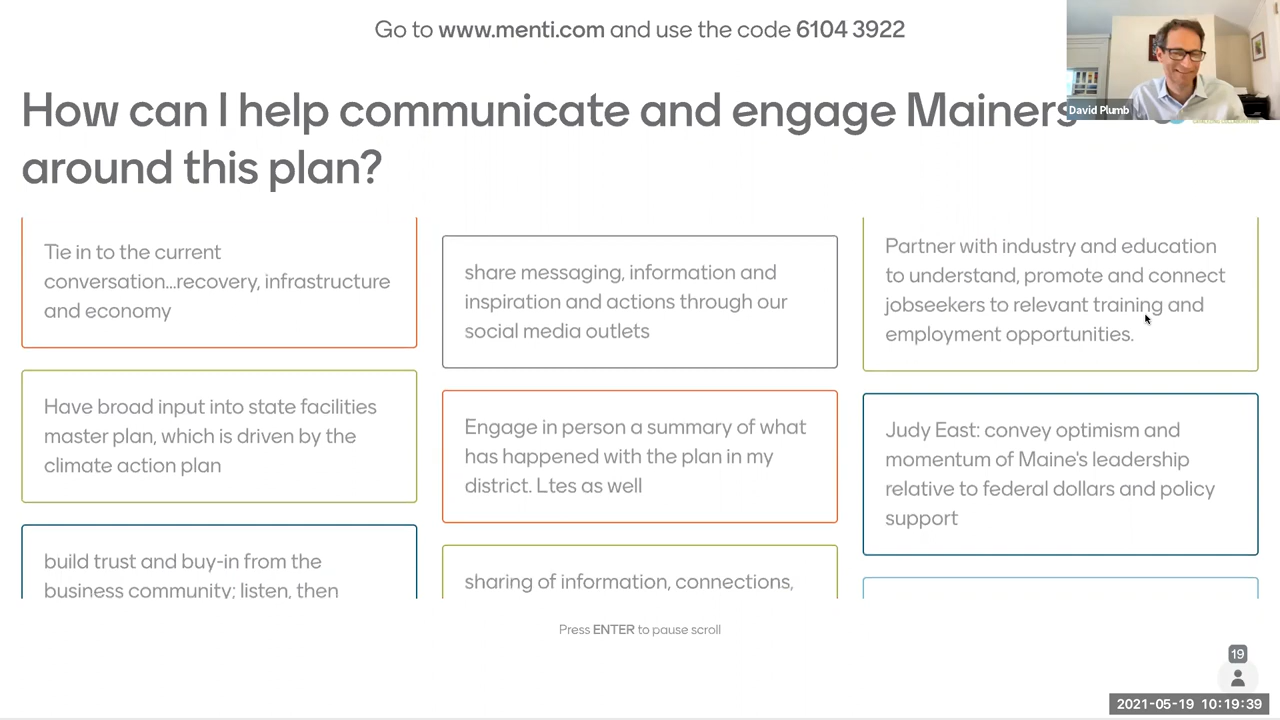 Go to www.menti.com and use the code 6104 3922
How can I help communicate and engage Mainers
around this plan?
David Plumb
Tie in to the current
conversation...recovery, infrastructure
and economy
Have broad input into state facilities
master plan, which is driven by the
climate action plan
build trust and buy-in from the
business community; listen, then
share messaging, information and
inspiration and actions through our
social media outlets
Engage in person a summary of what
has happened with the plan in my
district. Ltes as well
sharing of information, connections,
Partner with industry and education
to understand, promote and connect
jobseekers to relevant training and
employment opportunities.
Judy East: convey optimism and
momentum of Maine's leadership
relative to federal dollars and policy
support
Press ENTER to pause scroll
19
2021-05-19 10:19:39